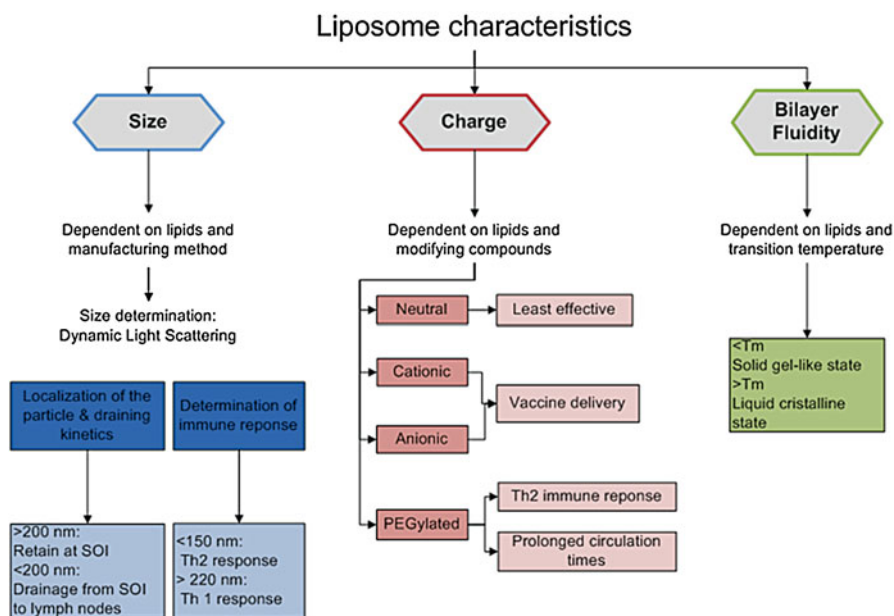 Liposome characteristics
Size
Dependent on lipids and
manufacturing method
Size determination:
Dynamic Light Scattering
Localization of the
particle & draining
kinetics
>200 nm:
Retain at SOI
<200 nm:
Drainage from SOI
to lymph nodes
Determination of
immune reponse
<150 nm:
Th2 response
> 220 nm:
Th 1 response
Charge
Dependent on lipids and
modifying compounds
Neutral
Least effective
Cationic
Anionic
Vaccine delivery
PEGylated
Th2 immune reponse
Prolonged circulation
times
Bilayer
Fluidity
Dependent on lipids and
transition temperature
<Tm
Solid gel-like state
>Tm
Liquid cristalline
state